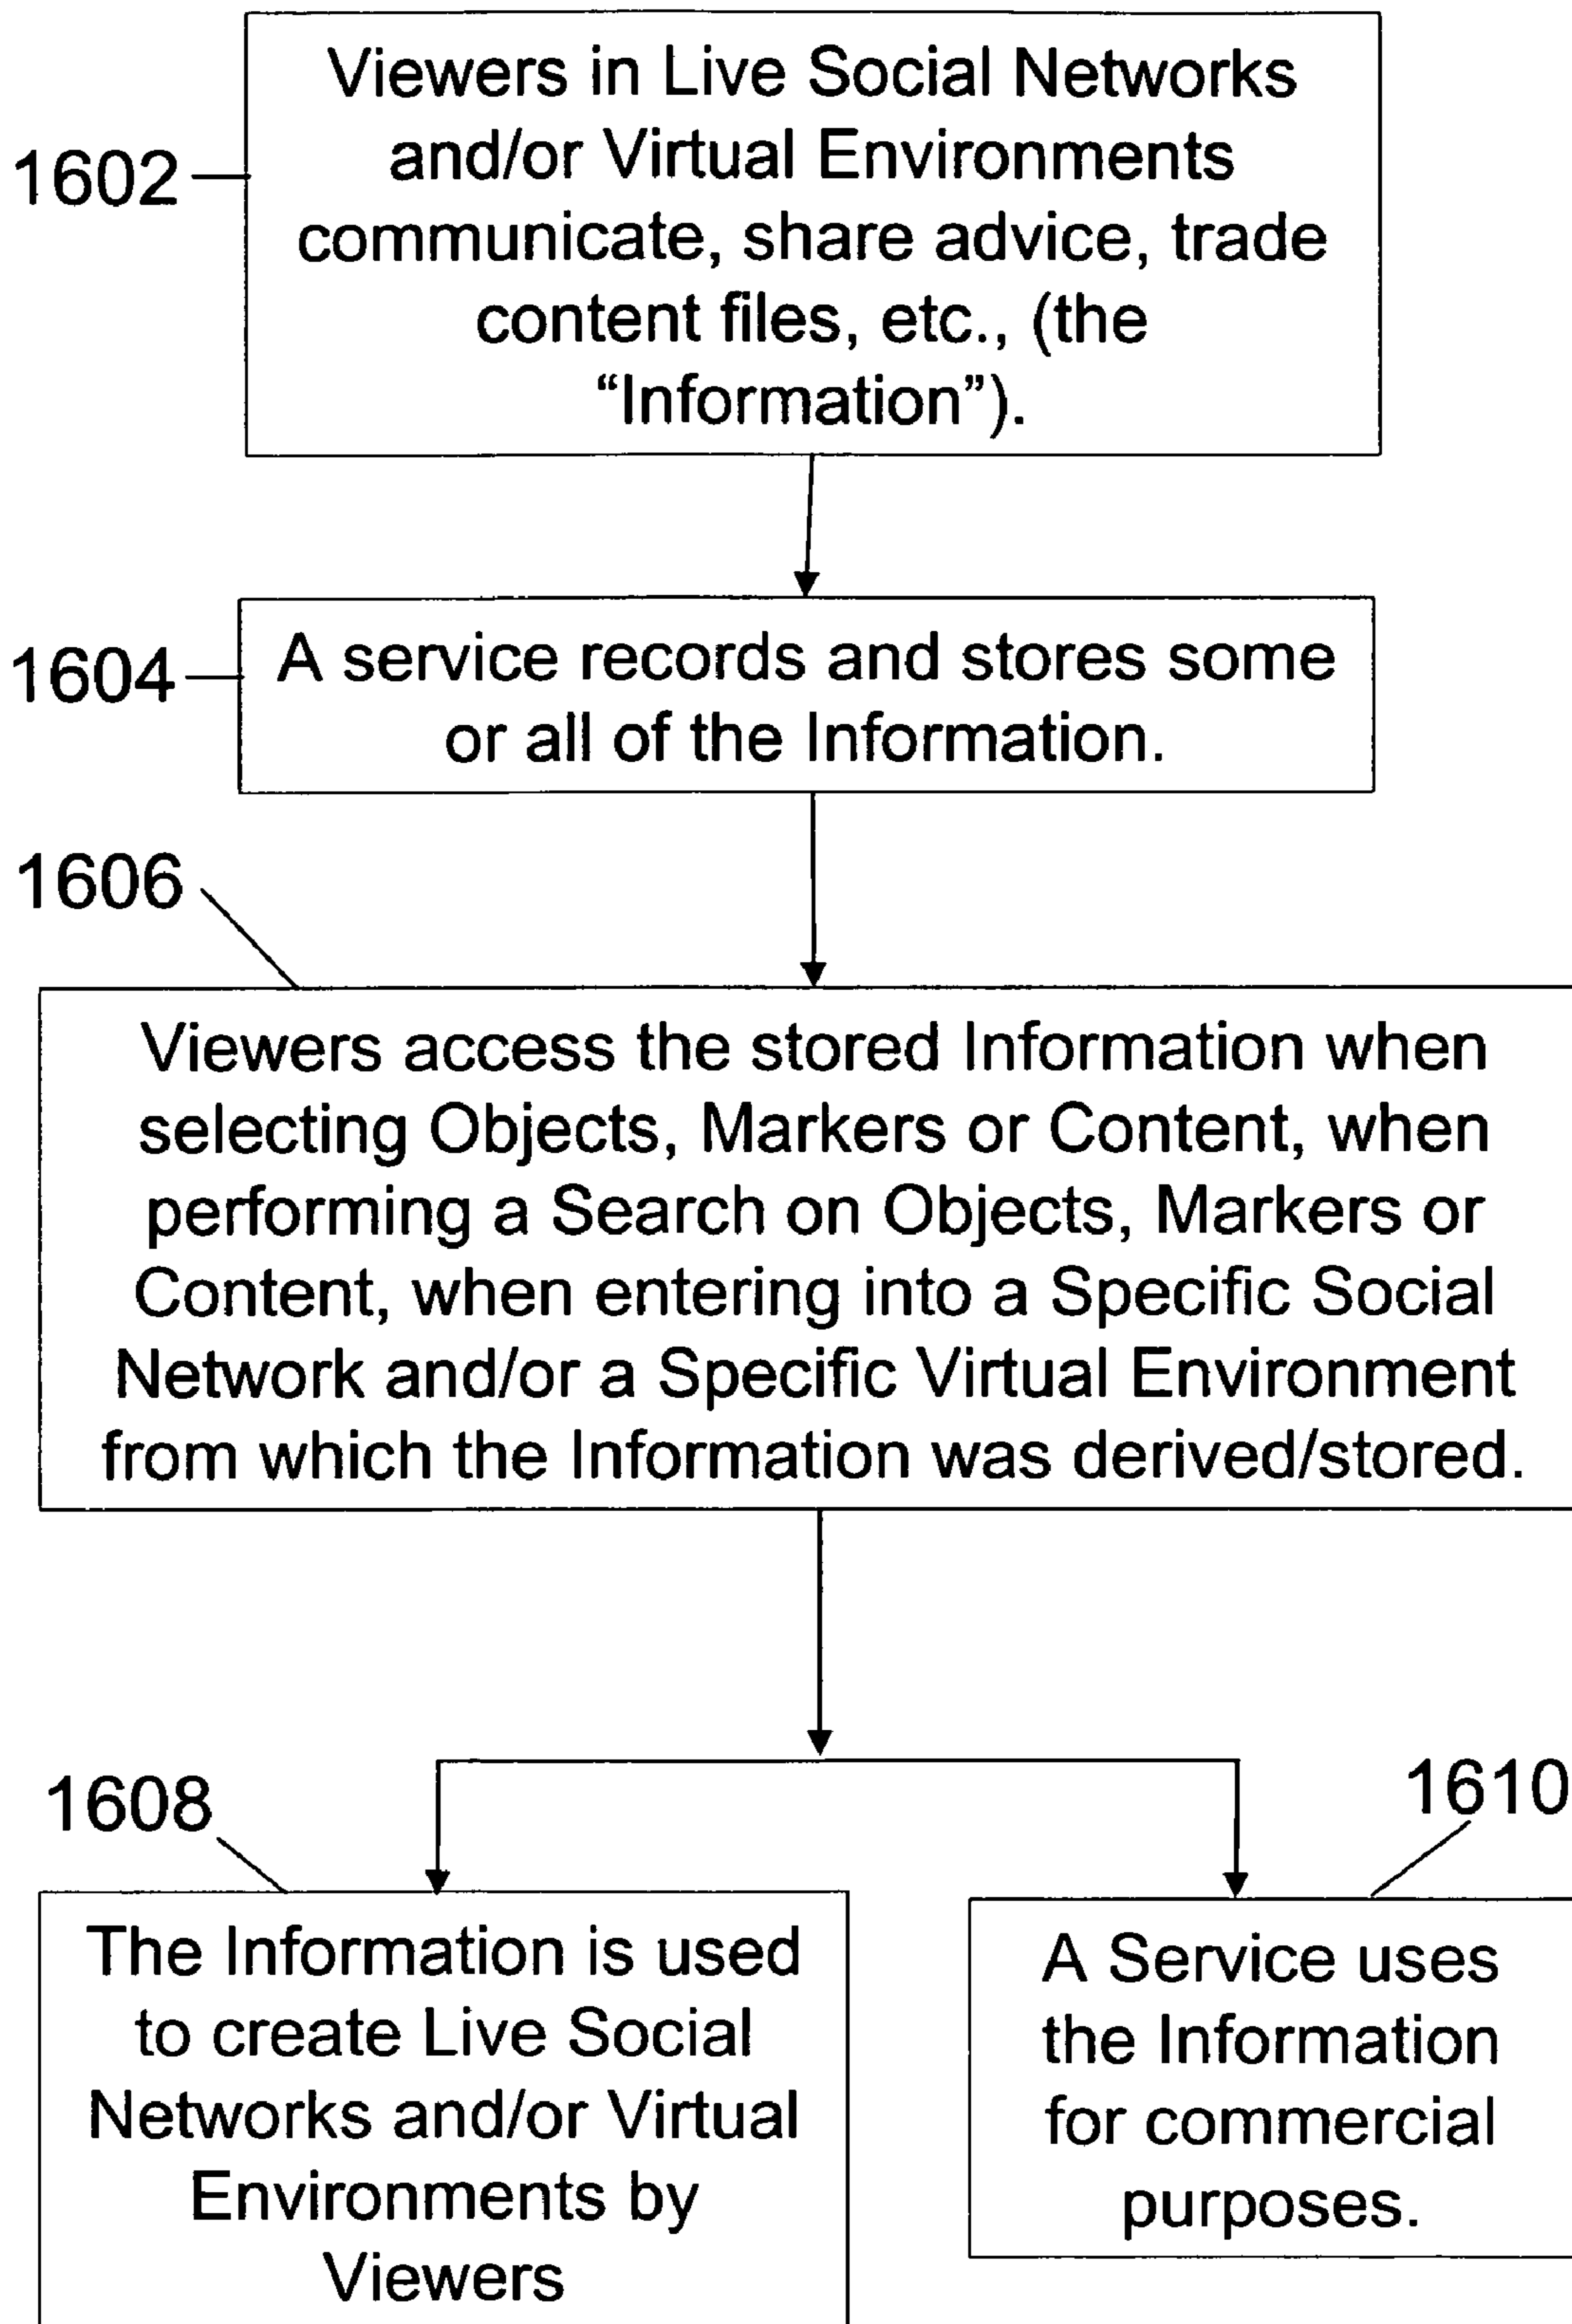 Viewers in Live Social Networks
and/or Virtual Environments
1602
communicate, share advice, trade
content files, etc., (the
“Information”).
1604
A service records and stores some
or all of the Information.
1606
Viewers access the stored Information when
selecting Objects, Markers or Content, when
performing a Search on Objects, Markers or
Content, when entering into a Specific Social
Network and/or a Specific Virtual Environment
from which the Information was derived/stored.
1608
The Information is used
to create Live Social
Networks and/or Virtual
Environments by
Viewers
1610
A Service uses
the Information
for commercial
purposes.